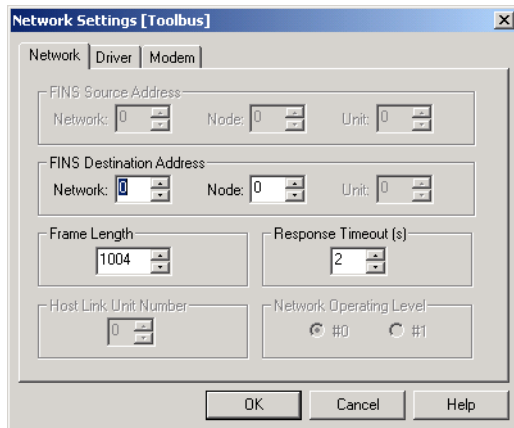 Network Settings [Toolbus]
Network Driver Modem
FINS Source Address
Network: 0 Node: 0 Unit: 0
FINS Destination Address
Network: 0 Node: 0 Unit: 0
Frame Length Response Timeout (s)
1004 2
Host Link Unit Number Network Operating Level
0 #0 #1
OK Cancel Help